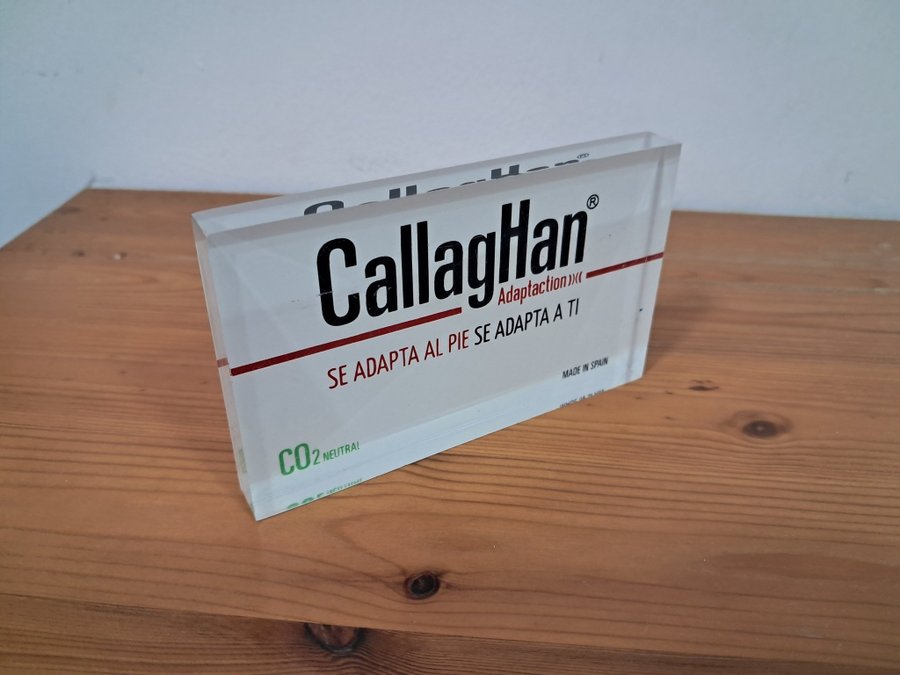 CallagHan®
Adaptaction
SE ADAPTA AL PIE SE ADAPTA A TI
MADE IN SPAIN
CO2 NEUTRAL